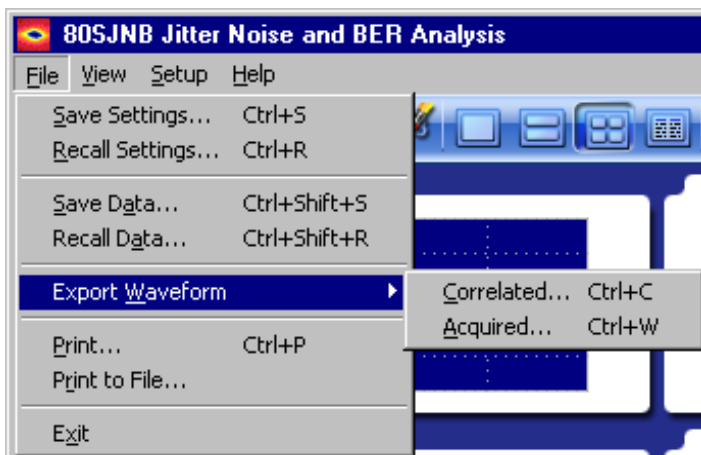 80SJNB Jitter Noise and BER Analysis
File View Setup Help
Save Settings... Ctrl+S
Recall Settings... Ctrl+R
Save Data... Ctrl+Shift+S
Recall Data... Ctrl+Shift+R
Export Waveform
Correlated... Ctrl+C
Acquired... Ctrl+W
Print... Ctrl+P
Print to File...
Exit